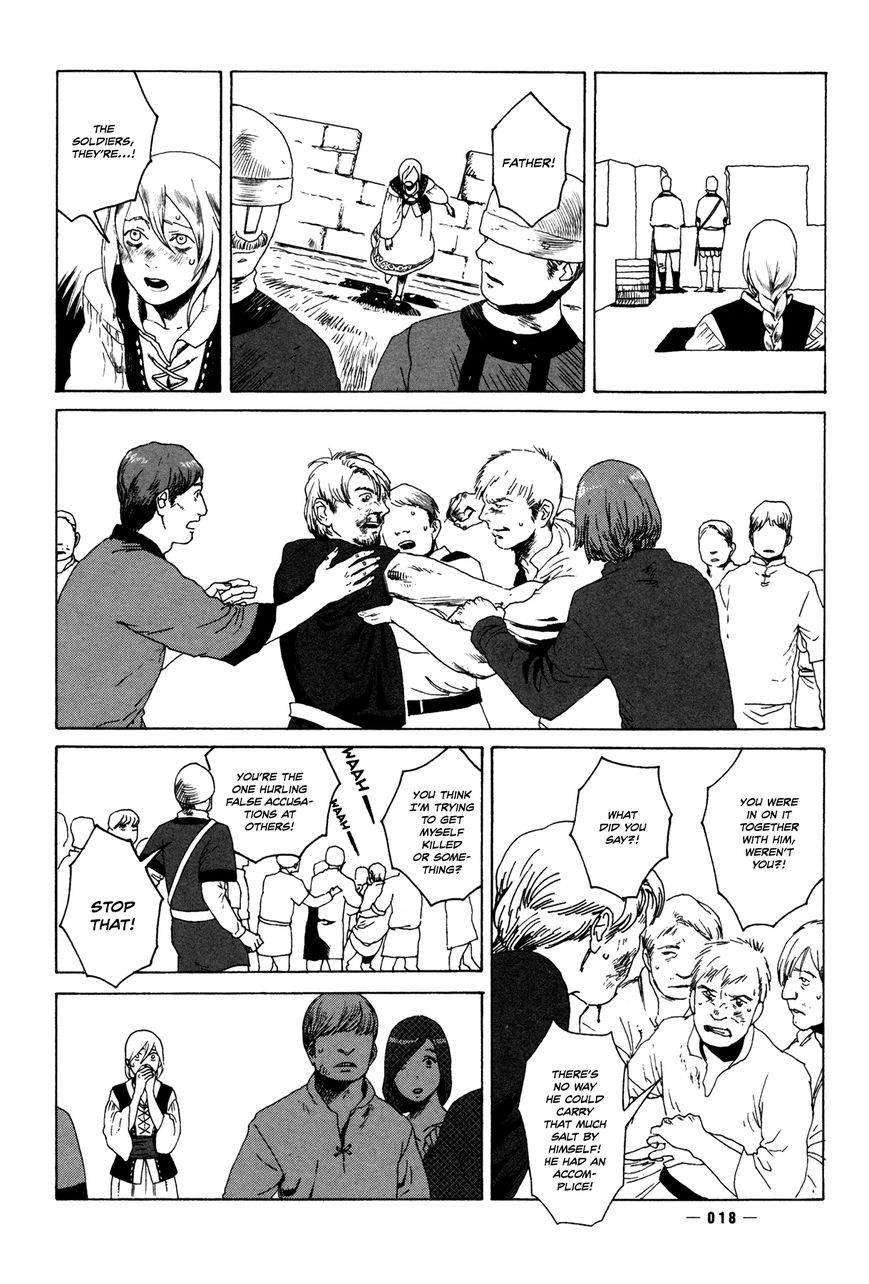 FATHER!
THE
SOLDIERS,
THEY'RE...!
YOU WERE
IN ON IT
TOGETHER
WITH HIM,
WEREN'T
YOU?!
WHAT
DID YOU
SAY?!
THERE'S
NO WAY
HE COULD
CARRY
THAT MUCH
SALT BY
HIMSELF!
HE HAD AN
ACCOM-
PLICE!
YOU THINK
I'M TRYING
TO GET
MYSELF
KILLED
OR SOME-
THING?
WAAH
WAAH
YOU'RE THE
ONE HURLING
FALSE ACCUSA-
TIONS AT
OTHERS!
STOP
THAT!
— 018 —